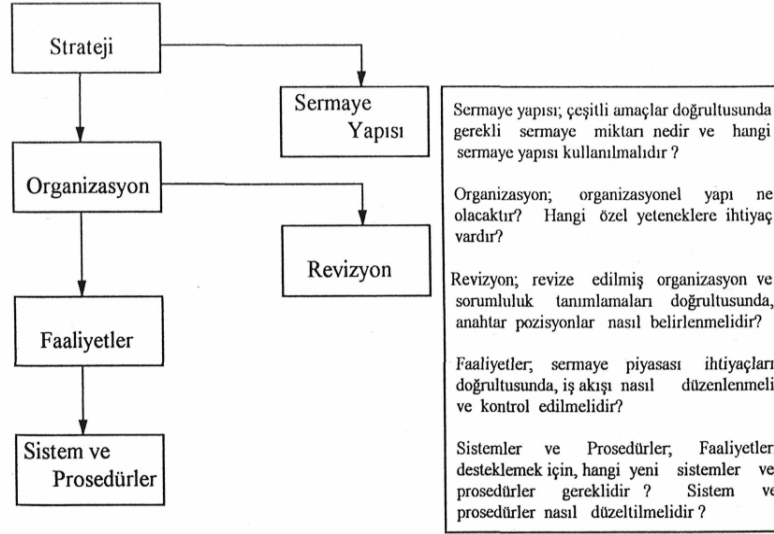 Strateji
Sermaye
Yapısı
Organizasyon
Revizyon
Faaliyetler
Sistem ve
Prosedürler
Sermaye yapısı; çeşitli amaçlar doğrultusunda
gerekli sermaye miktarı nedir ve hangi
sermaye yapısı kullanılmalıdır ?
Organizasyon; organizasyonel yapı ne
olacaktır? Hangi özel yeteneklere ihtiyaç
vardır?
Revizyon; revize edilmiş organizasyon ve
sorumluluk tanımlamaları doğrultusunda,
anahtar pozisyonlar nasıl belirlenmelidir?
Faaliyetler; sermaye piyasası ihtiyaçları
doğrultusunda, iş akışı nasıl düzenlenmeli
ve kontrol edilmelidir?
Sistemler ve Prosedürler; Faaliyetler
desteklemek için, hangi yeni sistemler ve
prosedürler gereklidir ? Sistem ve
prosedürler nasıl düzeltilmelidir ?